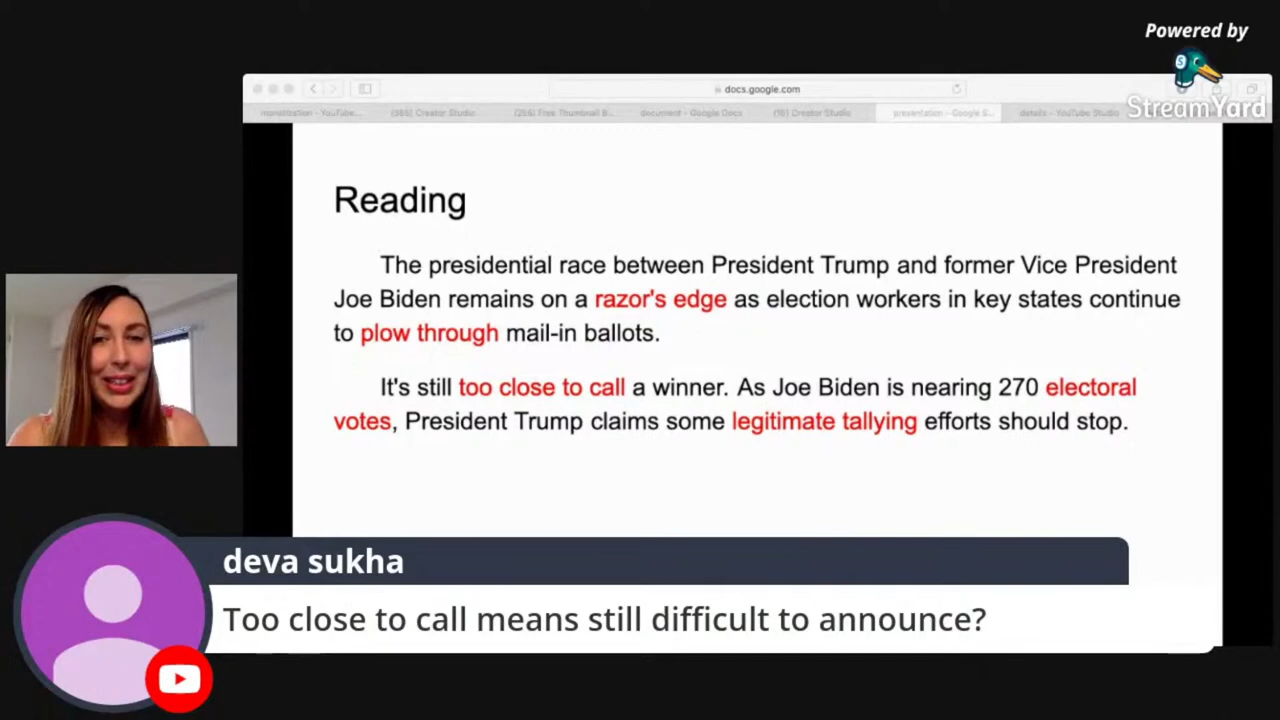 Powered by
StreamYard
docs.google.com
monetization - YouTube...
(565) Creator Studio
(256) Free Thumbnail B...
document - Google Docs
(16) Creator Studio
presentation - Google S...
details - YouTube Studio
Reading
The presidential race between President Trump and former Vice President
Joe Biden remains on a razor's edge as election workers in key states continue
to plow through mail-in ballots.
It's still too close to call a winner. As Joe Biden is nearing 270 electoral
votes, President Trump claims some legitimate tallying efforts should stop.
deva sukha
Too close to call means still difficult to announce?